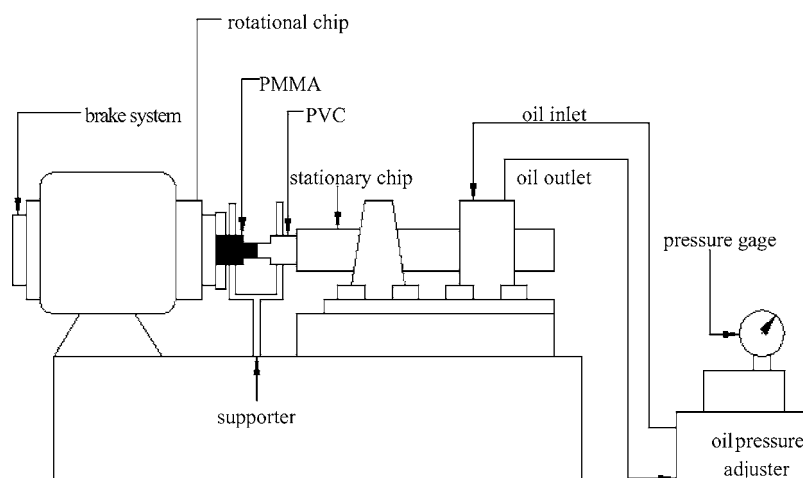 rotational chip
PMMA
brake system
PVC
oil inlet
stationary chip
oil outlet
pressure gage
supporter
oil pressure
adjuster